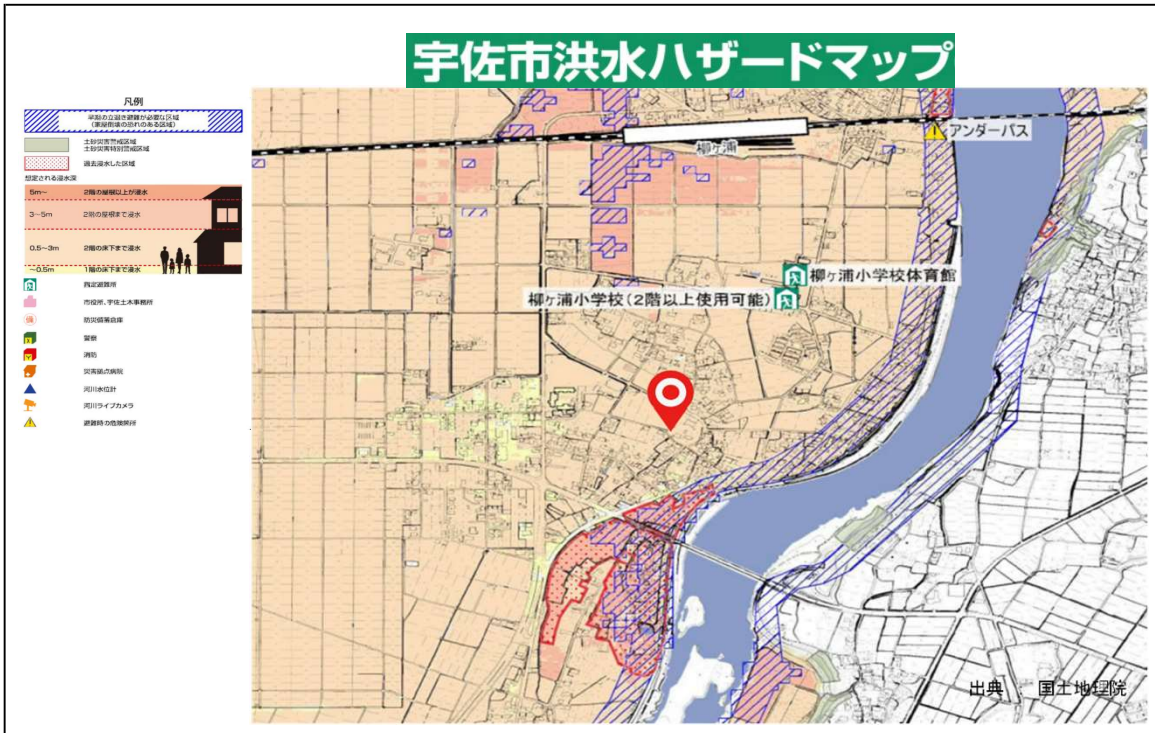 宇佐市洪水ハザードマップ
凡例
早期の立退き避難が必要な区域
(家屋倒壊の恐れのある区域)
土砂災害警戒区域
土砂災害特別警戒区域
過去浸水した区域
想定される浸水深
5m~ 2階の屋根以上が浸水
3~5m 2階の屋根まで浸水
0.5~3m 2階の床下まで浸水
~0.5m 1階の床下まで浸水
指定避難所
市役所、宇佐土木事務所
防災備蓄倉庫
警察
消防
災害拠点病院
河川水位計
河川ライブカメラ
避難時の危険箇所
アンダーパス
柳ヶ浦
柳ヶ浦小学校体育館
柳ヶ浦小学校(2階以上使用可能)
出典 国土地理院